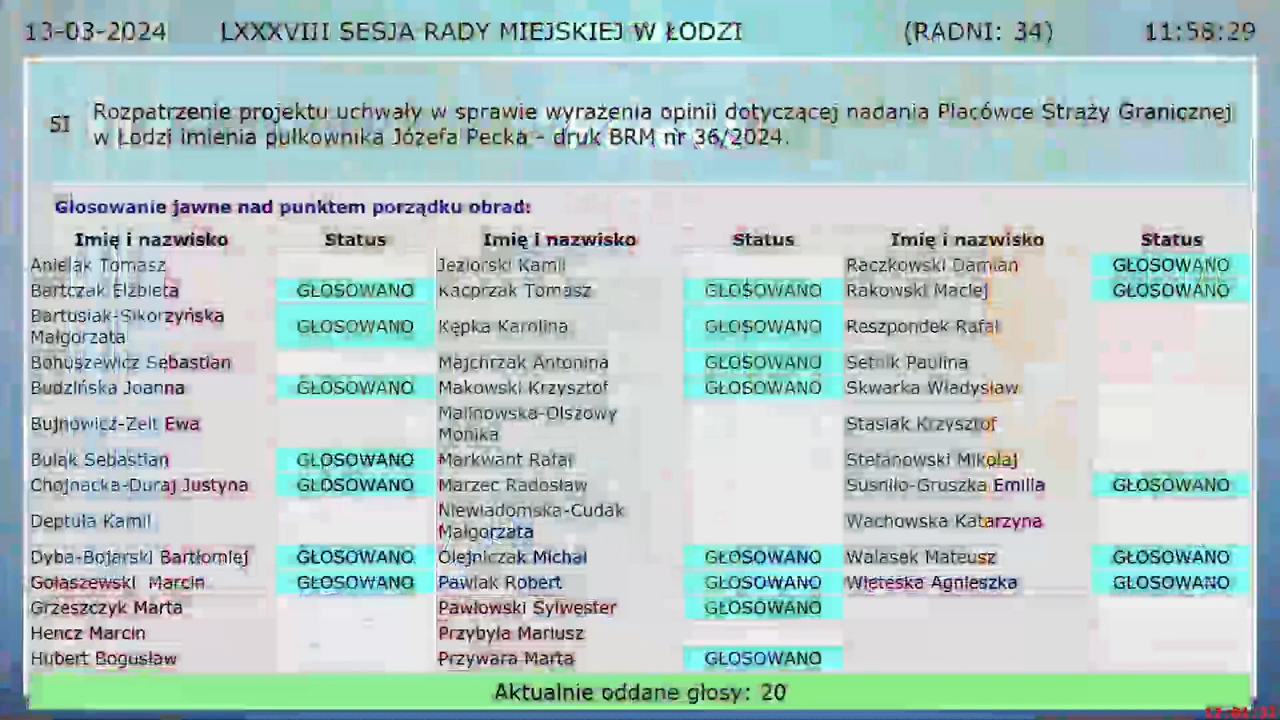 13-03-2024 LXXXVIII SESJA RADY MIEJSKIEJ W ŁODZI (RADNI: 34) 11:58:29
5I Rozpatrzenie projektu uchwały w sprawie wyrażenia opinii dotyczącej nadania Placówce Straży Granicznej
w Łodzi imienia pułkownika Józefa Pecka - druk BRM nr 36/2024.
Głosowanie jawne nad punktem porządku obrad:
Imię i nazwisko Status Imię i nazwisko Status Imię i nazwisko Status
Anielak Tomasz Jeziorski Kamil Raczkowski Damian GŁOSOWANO
Bartczak Elżbieta GŁOSOWANO Kacprzak Tomasz GŁOSOWANO Rakowski Maciej GŁOSOWANO
Bartosiak-Sikorzyńska
Małgorzata GŁOSOWANO Kępka Karolina GŁOSOWANO Reszpondek Rafał
Bohuszewicz Sebastian Majchrzak Antonina GŁOSOWANO Setnik Paulina
Budzińska Joanna GŁOSOWANO Makowski Krzysztof GŁOSOWANO Skwarka Władysław
Bujnowicz-Zelt Ewa Malinowska-Olszowy
Monika Stasiak Krzysztof
Bulak Sebastian GŁOSOWANO Markwant Rafał Stefanowski Mikołaj
Chojnacka-Duraj Justyna GŁOSOWANO Marzec Radosław Susniło-Gruszka Emilia GŁOSOWANO
Deptuła Kamil Niewiadomska-Cudak
Małgorzata Wachowska Katarzyna
Dyba-Bojarski Bartłomiej GŁOSOWANO Olejniczak Michał GŁOSOWANO Walasek Mateusz GŁOSOWANO
Gołaszewski Marcin GŁOSOWANO Pawlak Robert GŁOSOWANO Wieteska Agnieszka GŁOSOWANO
Grzeszczyk Marta Pawłowski Sylwester GŁOSOWANO
Hencz Marcin Przybyła Mariusz
Hubert Bogusław Przywara Marta GŁOSOWANO
Aktualnie oddane głosy: 20